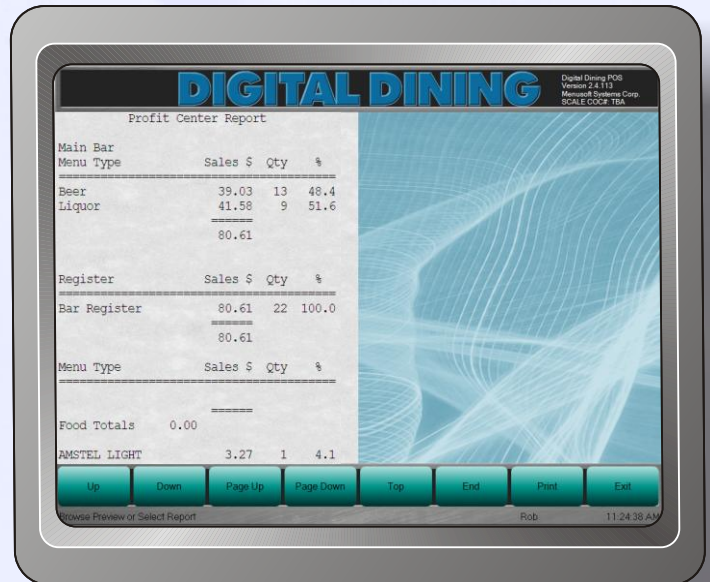 DIGITAL DINING
Digital Dining POS
Version 2.4.113
Menusoft Systems Corp.
SCALE COC#: TBA
Profit Center Report
Main Bar
Menu Type Sales $ Qty %
Beer 39.03 13 48.4
Liquor 41.58 9 51.6
======
80.61
Register Sales $ Qty %
Bar Register 80.61 22 100.0
======
80.61
Menu Type Sales $ Qty %
======
Food Totals 0.00
AMSTEL LIGHT 3.27 1 4.1
Up Down Page Up Page Down Top End Print Exit
Browse Preview or Select Report Rob 11:24:38 AM